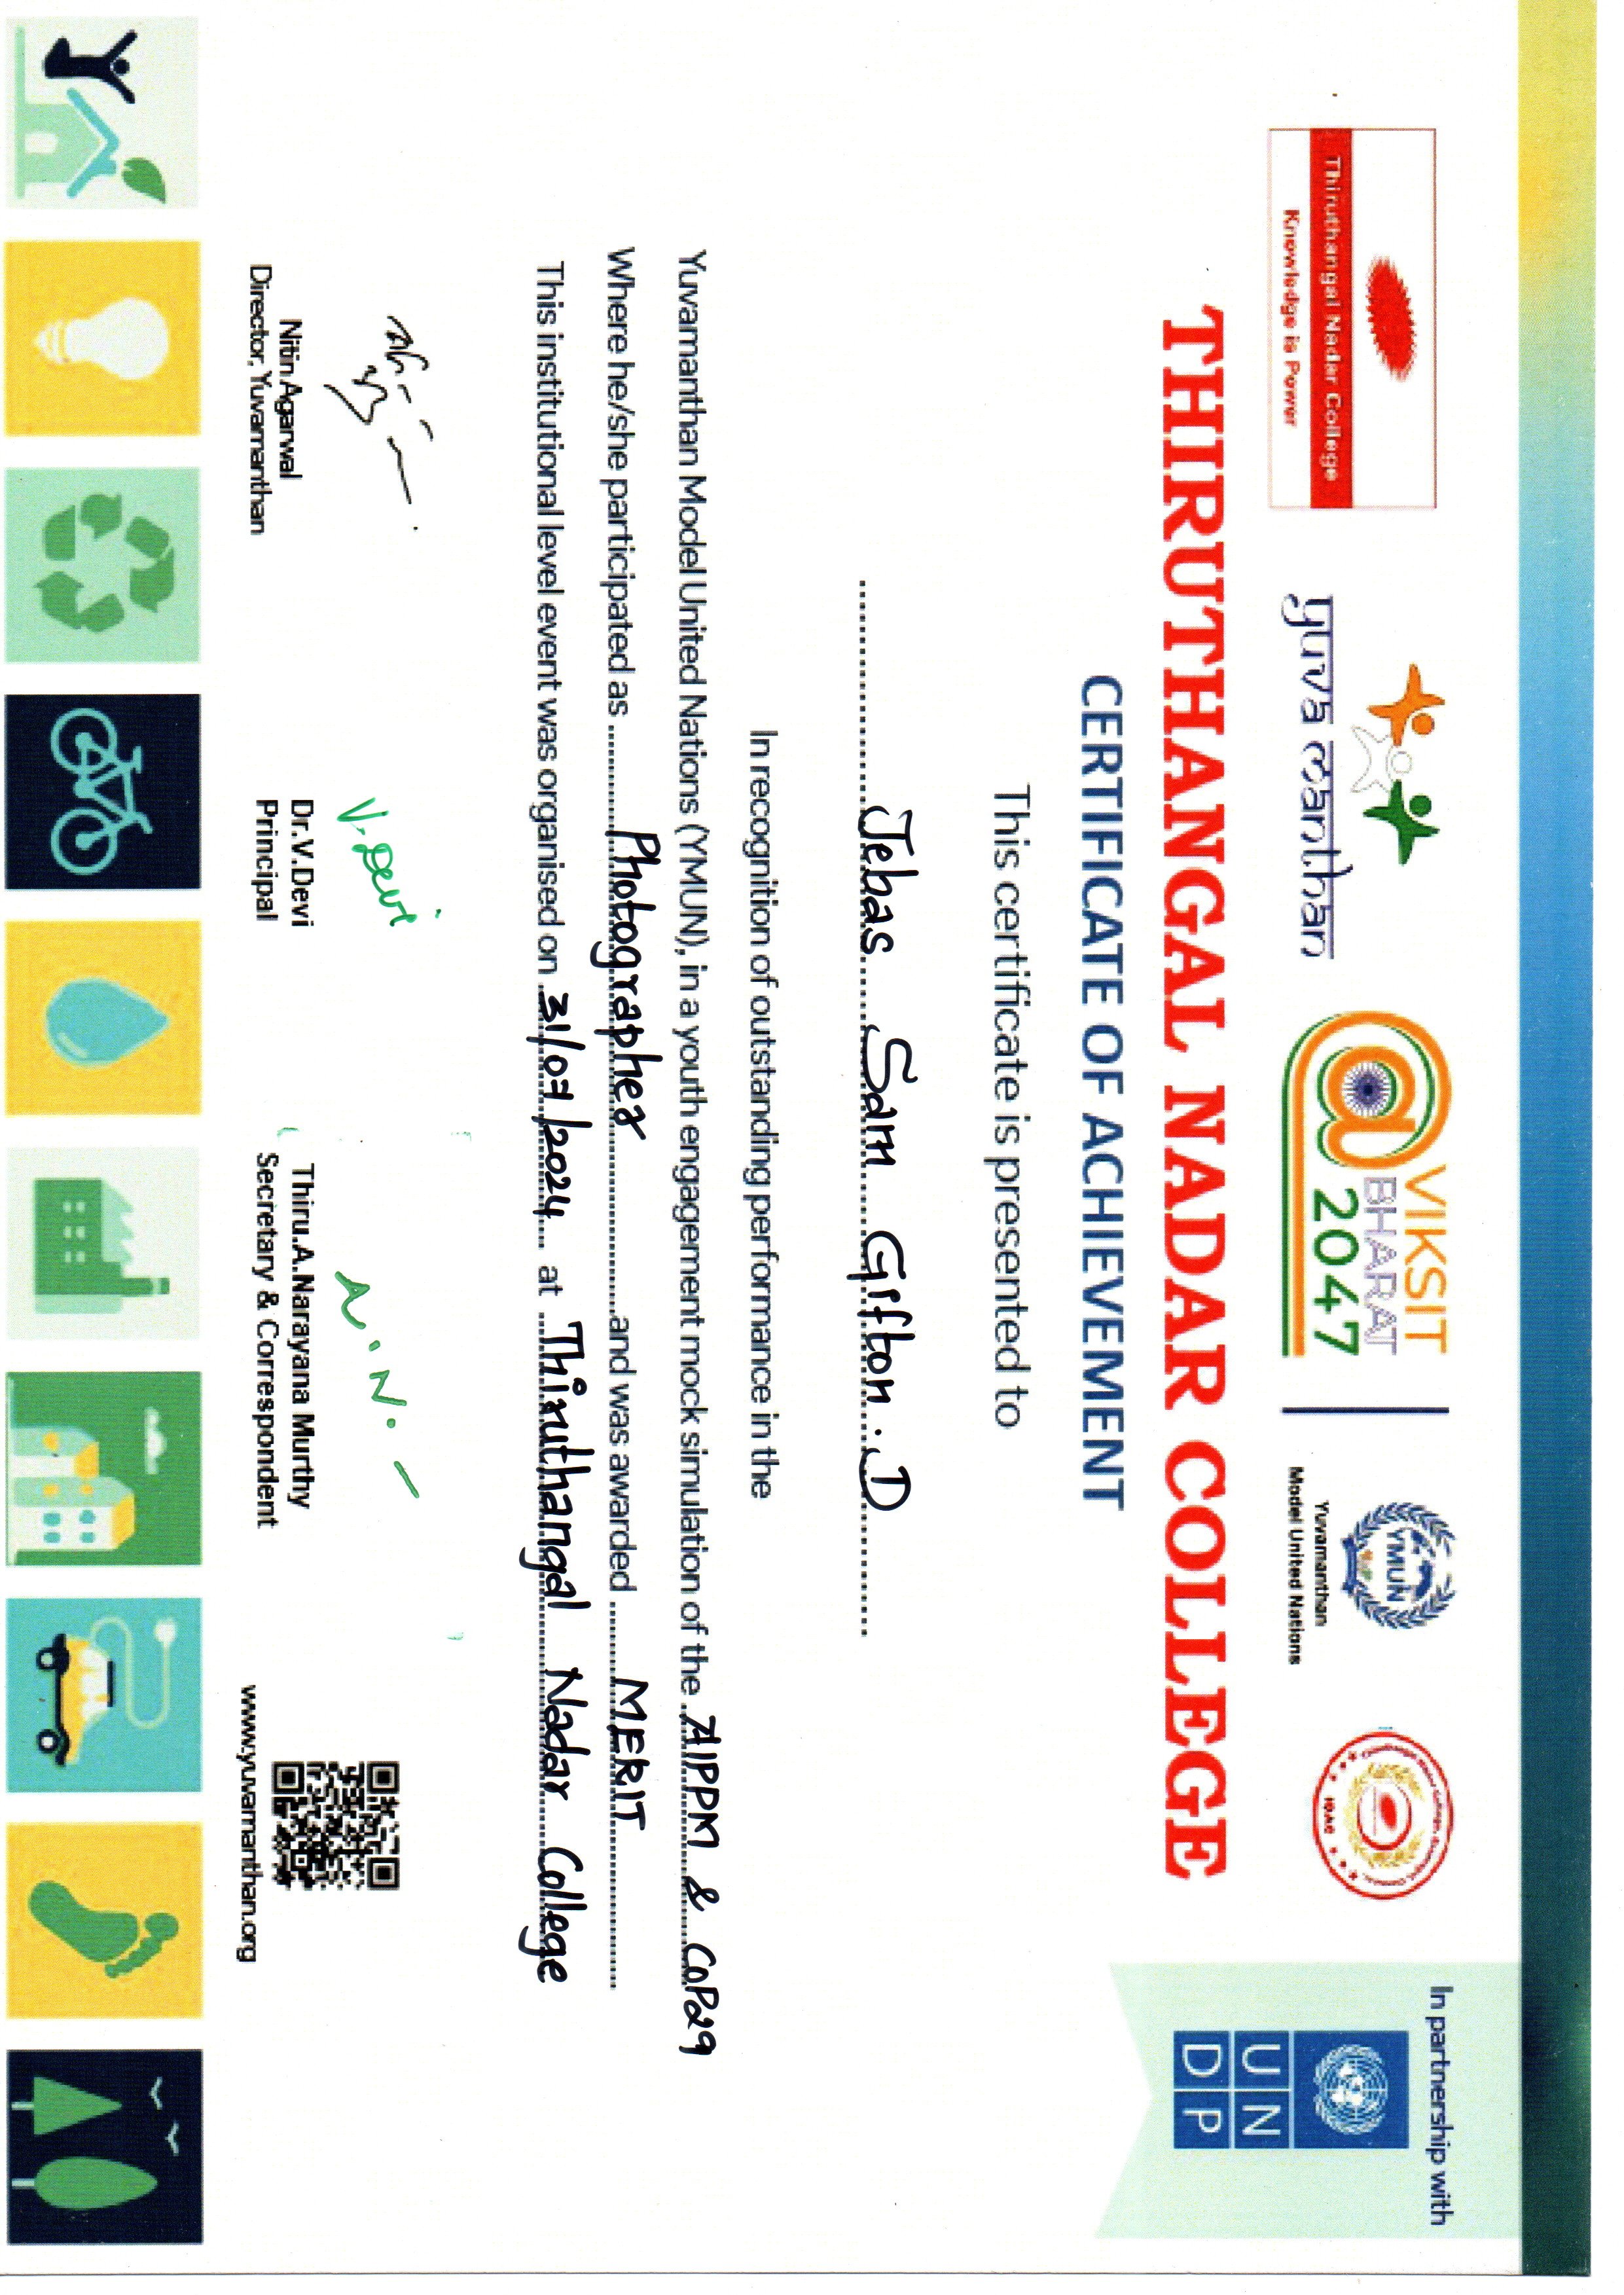 In partnership with
Thiruthangal Nadar College
Knowledge is Power
yuva manthan
VIKSIT
BHARAT
2047
YMUN
Yuvamanthan
Model United Nations
IQAC
UN
DP
THIRUTHANGAL NADAR COLLEGE
CERTIFICATE OF ACHIEVEMENT
This certificate is presented to
Jebas Sam Gifton. D
In recognition of outstanding performance in the
Yuvamanthan Model United Nations (YMUN), in a youth engagement mock simulation of the AIPPM & COP29
Where he/she participated as Photographer and was awarded MERIT
This institutional level event was organised on 31/07/2024 at Thiruthangal Nadar College
V. Devi
A. N.
Nitin Agarwal
Director, Yuvamanthan
Dr.V.Devi
Principal
Thiru.A.Narayana Murthy
Secretary & Correspondent
www.yuvamanthan.org